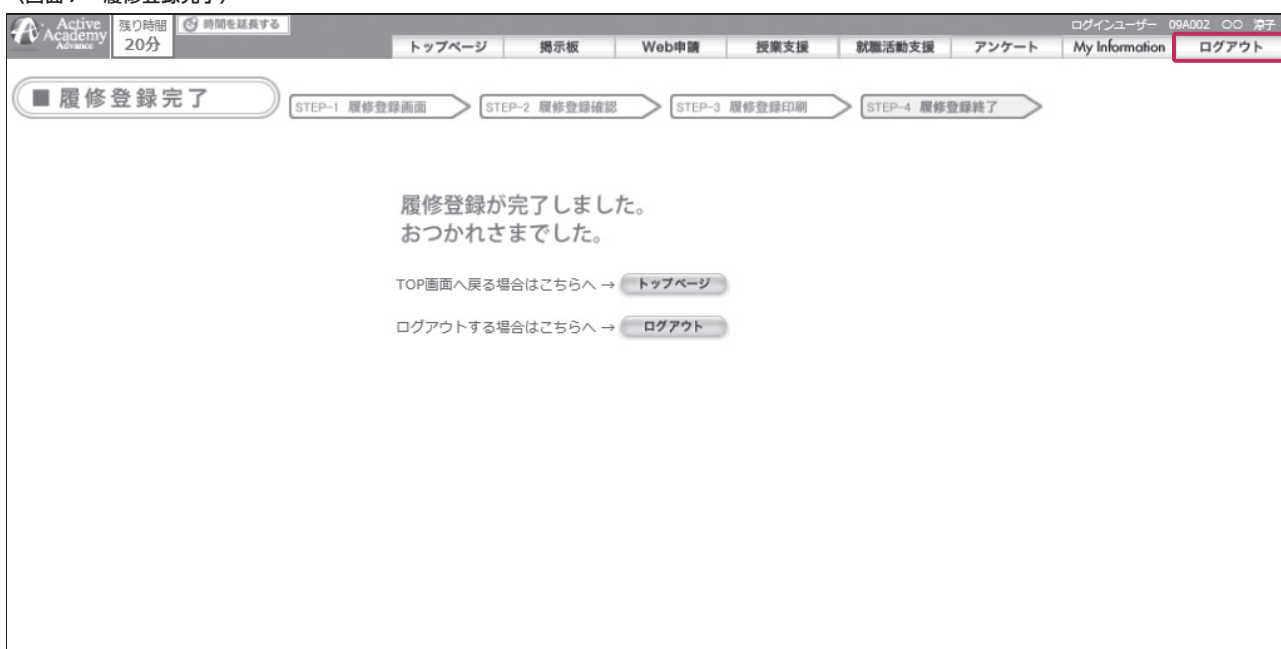 Active
Academy
Advance
残り時間
20分
時間を延長する
ログインユーザー 09A002 ○○ 淳子
トップページ
掲示板
Web申請
授業支援
就職活動支援
アンケート
My Information
ログアウト
■ 履修登録完了
STEP-1 履修登録画面
STEP-2 履修登録確認
STEP-3 履修登録印刷
STEP-4 履修登録終了
履修登録が完了しました。
おつかれさまでした。
TOP画面へ戻る場合はこちらへ → トップページ
ログアウトする場合はこちらへ → ログアウト